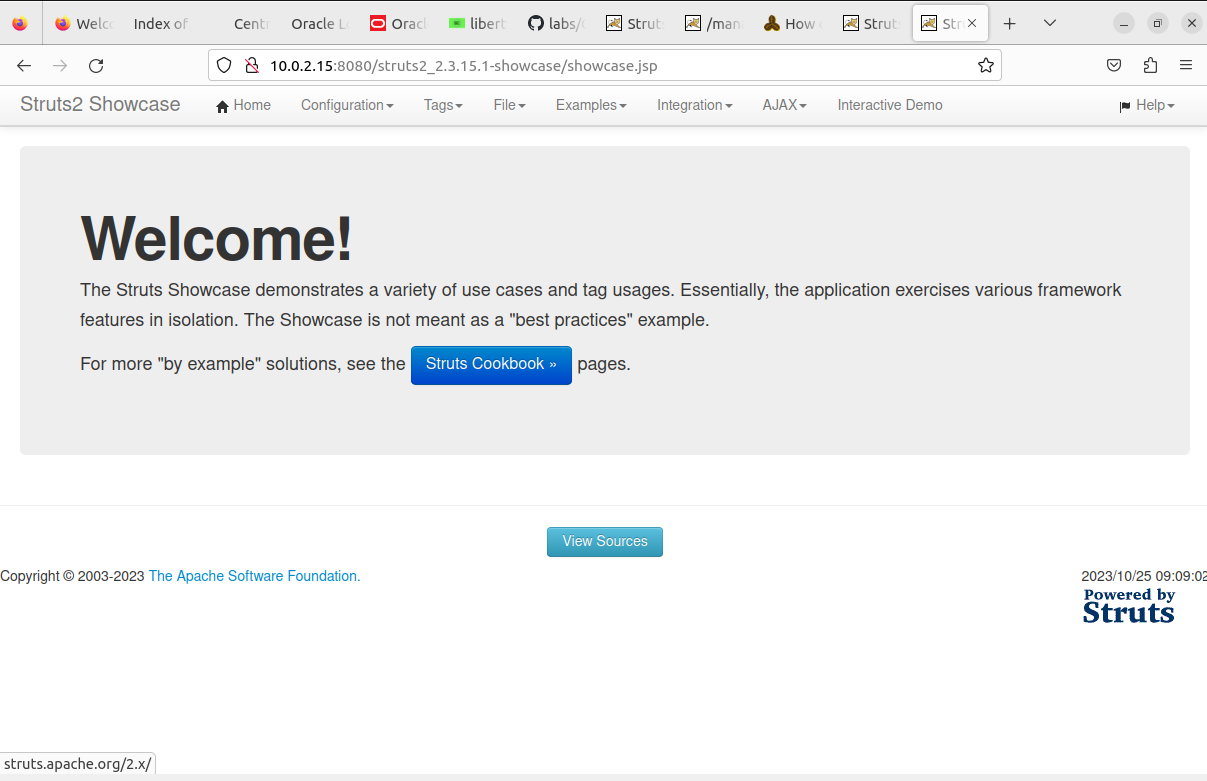 Welc Index of Cent Oracle L Orac libert labs/ Struts /man How Strut Str
10.0.2.15:8080/struts2_2.3.15.1-showcase/showcase.jsp
Struts2 Showcase Home Configuration Tags File Examples Integration AJAX Interactive Demo Help
Welcome!
The Struts Showcase demonstrates a variety of use cases and tag usages. Essentially, the application exercises various framework
features in isolation. The Showcase is not meant as a "best practices" example.
For more "by example" solutions, see the Struts Cookbook » pages.
View Sources
Copyright © 2003-2023 The Apache Software Foundation. 2023/10/25 09:09:02
Powered by
Struts
struts.apache.org/2.x/